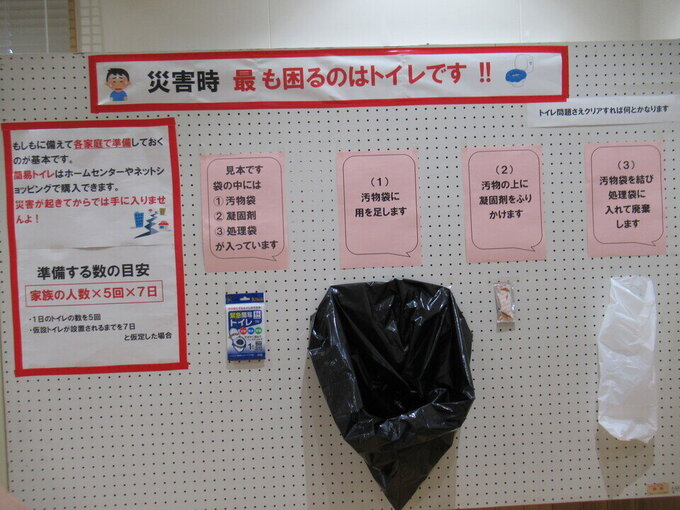 災害時 最も困るのはトイレです !!
トイレ問題さえクリアすれば何とかなります
もしもに備えて各家庭で準備しておく
のが基本です。
簡易トイレはホームセンターやネットシ
ョッピングで購入できます。
災害が起きてからでは手に入りませ
んよ！
準備する数の目安
家族の人数×5回×7日
・1日のトイレの数を5回
・仮設トイレが設置されるまでを7日
と仮定した場合
見本です
袋の中には
① 汚物袋
② 凝固剤
③ 処理袋
が入っています
（1）
汚物袋に
用を足します
（2）
汚物の上に
凝固剤をふり
かけます
（3）
汚物袋を結び
処理袋に
入れて廃棄
します
緊急簡易
トイレ